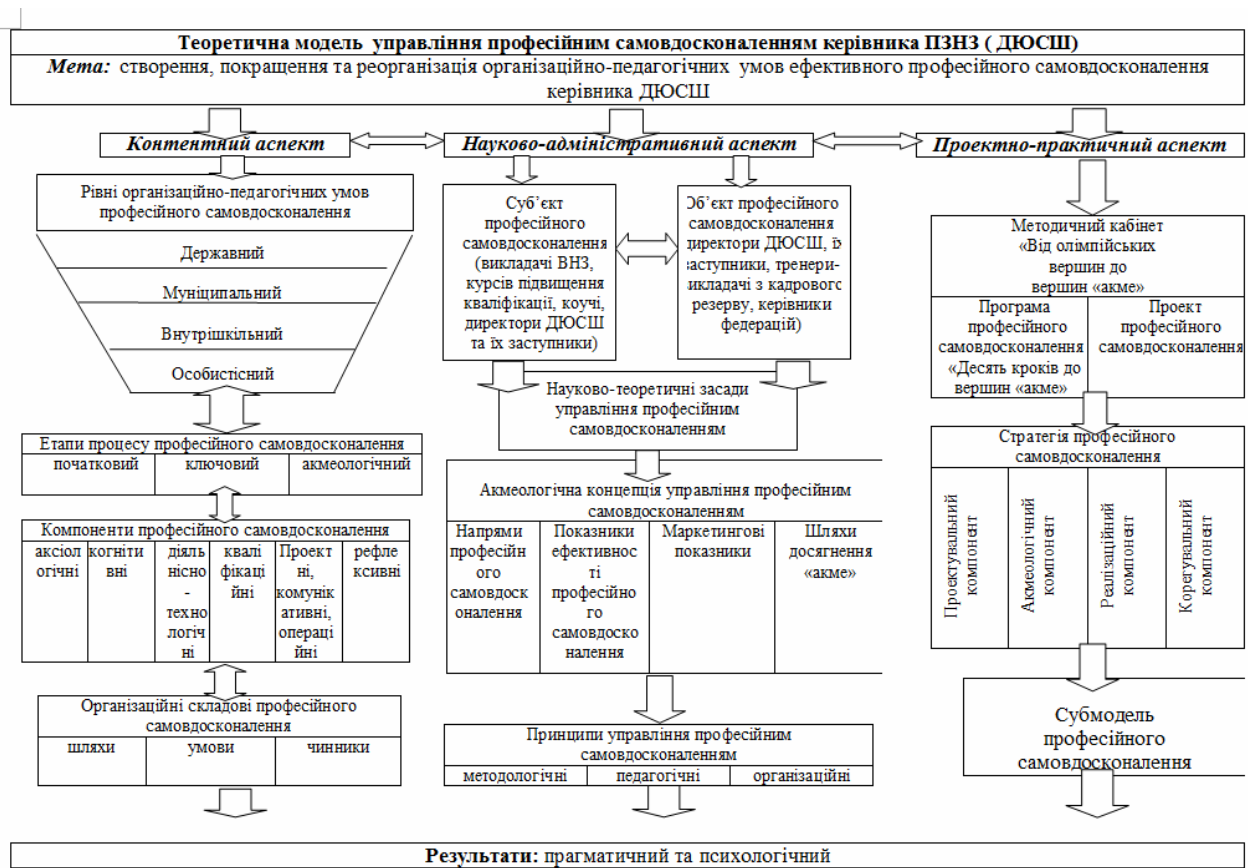 Теоретична модель управління професійним самовдосконаленням керівника ПЗНЗ ( ДЮСШ)
Мета: створення, покращення та реорганізація організаційно-педагогічних умов ефективного професійного самовдосконалення
керівника ДЮСШ
Контентний аспект
Науково-адміністративний аспект
Проектно-практичний аспект
Рівні організаційно-педагогічних умов
професійного самовдосконалення
Державний
Муніципальний
Внутрішкільний
Особистісний
Етапи процесу професійного самовдосконалення
початковий
ключовий
акмеологічний
Компоненти професійного самовдосконалення
аксіол
огічні
когніти
вні
діяль
нісно
-
техно
логіч
ні
квалі
фікаці
йні
Проект
ні,
комунік
ативні,
операці
йні
рефле
ксивні
Організаційні складові професійного
самовдосконалення
шляхи
умови
чинники
Суб’єкт
професійного
самовдосконалення
(викладачі ВНЗ,
курсів підвищення
кваліфікації, коучі,
директори ДЮСШ
та їх заступники)
Об’єкт професійного
самовдосконалення
директори ДЮСШ, їх
заступники, тренери-
викладачі з кадрового
резерву, керівники
федерацій)
Науково-теоретичні засади
управління професійним
самовдосконаленням
Акмеологічна концепція управління професійним
самовдосконаленням
Напрями
професійн
ого
самовдоск
оналення
Показники
ефективнос
ті
професійно
го
самовдоско
налення
Маркетингові
показники
Шляхи
досягнення
«акме»
Принципи управління професійним
самовдосконаленням
методологічні
педагогічні
організаційні
Методичний кабінет
«Від олімпійських
вершин до
вершин «акме»
Програма
професійного
самовдосконалення
«Десять кроків до
вершин «акме»
Проект
професійного
самовдосконалення
Стратегія професійного
самовдосконалення
Проектувальний
компонент
Акмеологічний
компонент
Реалізаційний
компонент
Корегувальний
компонент
Субмодель
професійного
самовдосконалення
Результати: прагматичний та психологічний